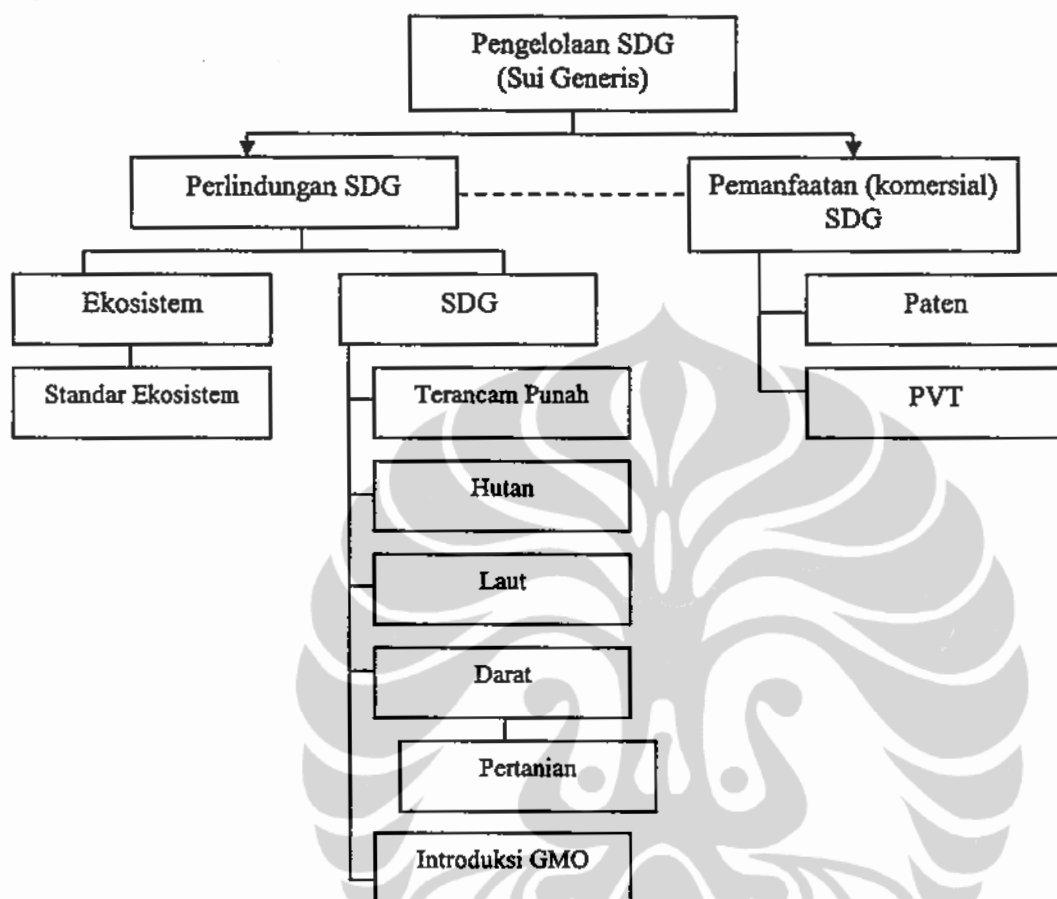 Pengelolaan SDG
(Sui Generis)
Perlindungan SDG
Pemanfaatan (komersial)
SDG
Ekosistem
SDG
Paten
Standar Ekosistem
Terancam Punah
PVT
Hutan
Laut
Darat
Pertanian
Introduksi GMO